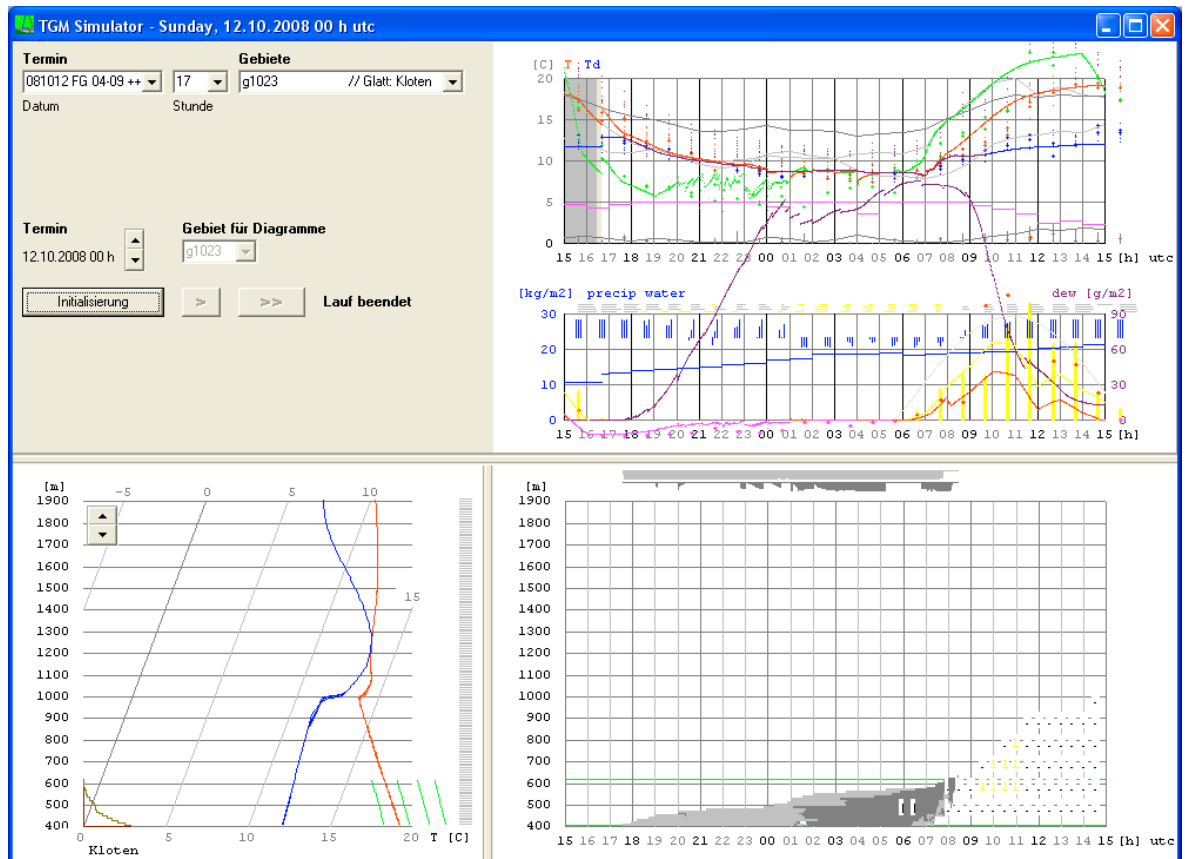 TGM Simulator - Sunday, 12.10.2008 00 h utc
Termin Gebiete
081012 FG 04-09 ++ 17 g1023 // Glatt: Kloten
Datum Stunde
Termin Gebiet für Diagramme
12.10.2008 00 h g1023
Initialisierung > >> Lauf beendet
[C] T Td
20
15
10
5
0
15 16 17 18 19 20 21 22 23 00 01 02 03 04 05 06 07 08 09 10 11 12 13 14 15 [h] utc
[kg/m2] precip water dew [g/m2]
30 90
20 60
10 30
0 0
15 16 17 18 19 20 21 22 23 00 01 02 03 04 05 06 07 08 09 10 11 12 13 14 15 [h]
[m]
-5 0 5 10
1900
1800
1700
1600
1500
1400 15
1300
1200
1100
1000
900
800
700
600
500
400
0 5 10 15 20 T [C]
Kloten
[m]
1900
1800
1700
1600
1500
1400
1300
1200
1100
1000
900
800
700
600
500
400
15 16 17 18 19 20 21 22 23 00 01 02 03 04 05 06 07 08 09 10 11 12 13 14 15 [h] utc